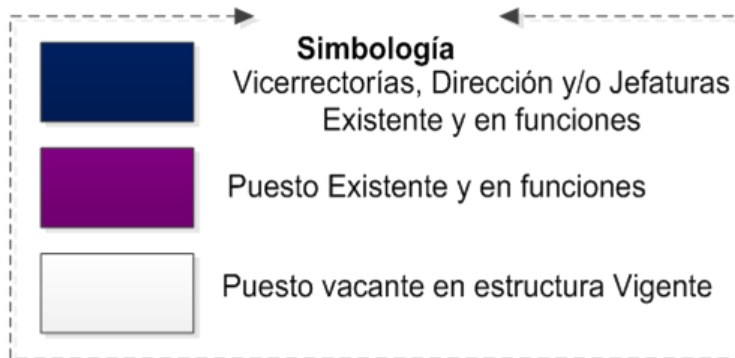 Simbología
Vicerrectorías, Dirección y/o Jefaturas
Existente y en funciones
Puesto Existente y en funciones
Puesto vacante en estructura Vigente